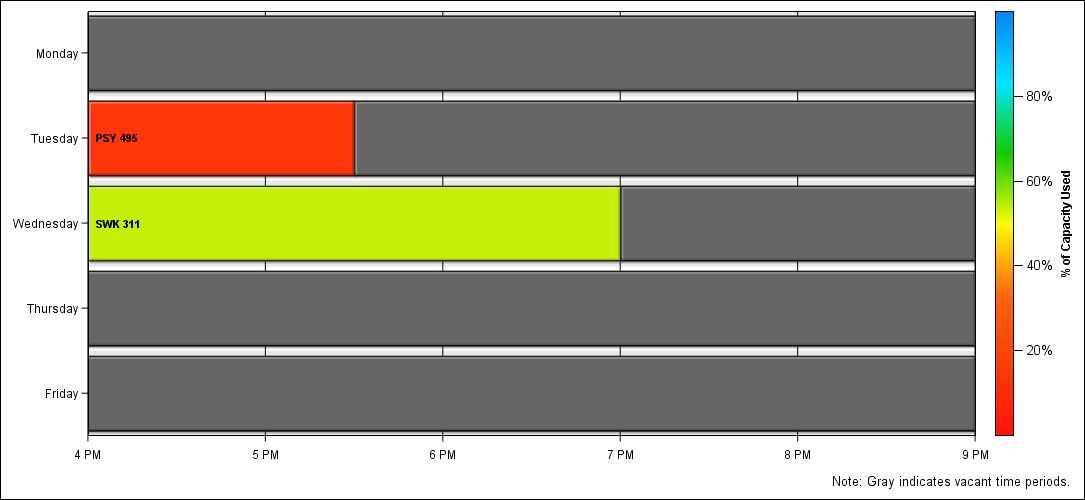 Monday
Tuesday
PSY 495
Wednesday
SWK 311
Thursday
Friday
4 PM
5 PM
6 PM
7 PM
8 PM
9 PM
80%
60%
40%
20%
% of Capacity Used
Note: Gray indicates vacant time periods.